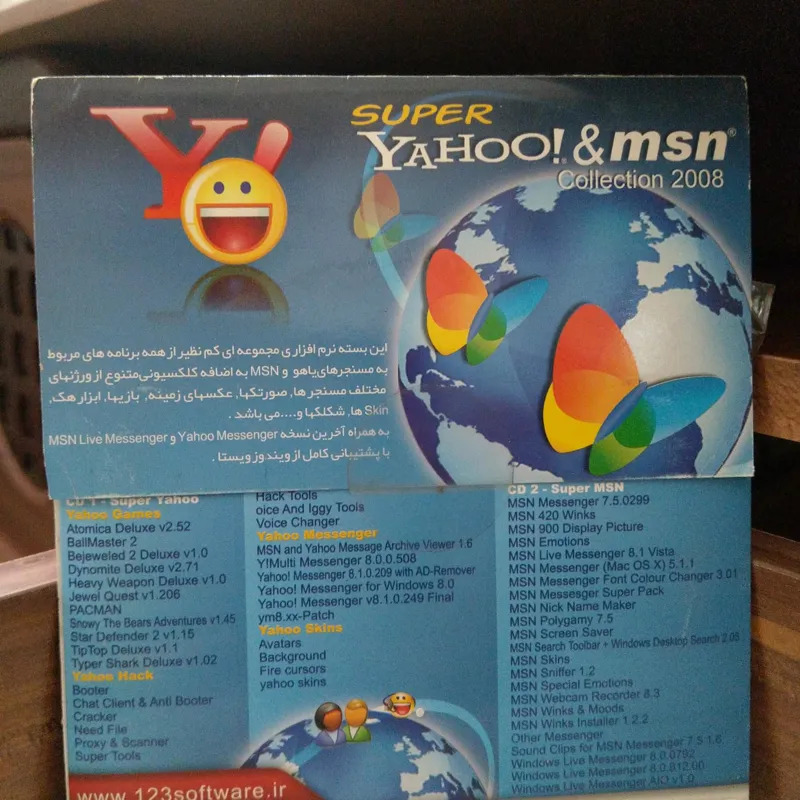 Y!
SUPER
YAHOO! & msn®
Collection 2008
این بسته نرم افزاری مجموعه ای کم نظیر از همه برنامه های مربوط
به مسنجرهای یاهو و MSN به اضافه کلکسیونی متنوع از ورژنهای
مختلف مسنجر ها, صورتکها, عکسهای زمینه, بازیها, ابزار هک,
Skin ها, شکلکها و....می باشد .
به همراه آخرین نسخه Yahoo Messenger و MSN Live Messenger
با پشتیبانی کامل از ویندوز ویستا .
CD 1 - Super Yahoo
Yahoo Games
Atomica Deluxe v2.52
BallMaster 2
Bejeweled 2 Deluxe v1.0
Dynomite Deluxe v2.71
Heavy Weapon Deluxe v1.0
Jewel Quest v1.206
PACMAN
Snowy The Bears Adventures v1.45
Star Defender 2 v1.15
TipTop Deluxe v1.1
Typer Shark Deluxe v1.02
Yahoo Hack
Booter
Chat Client & Anti Booter
Cracker
Need File
Proxy & Scanner
Super Tools
Hack Tools
oice And Iggy Tools
Voice Changer
Yahoo Messenger
MSN and Yahoo Message Archive Viewer 1.6
Y!Multi Messenger 8.0.0.508
Yahoo! Messenger 8.1.0.209 with AD-Remover
Yahoo! Messenger for Windows 8.0
Yahoo! Messenger v8.1.0.249 Final
ym8.xx-Patch
Yahoo Skins
Avatars
Background
Fire cursors
yahoo skins
CD 2 - Super MSN
MSN Messenger 7.5.0299
MSN 420 Winks
MSN 900 Display Picture
MSN Emotions
MSN Live Messenger 8.1 Vista
MSN Messenger (Mac OS X) 5.1.1
MSN Messenger Font Colour Changer 3.01
MSN Messesger Super Pack
MSN Nick Name Maker
MSN Polygamy 7.5
MSN Screen Saver
MSN Search Toolbar + Windows Desktop Search 2.05
MSN Skins
MSN Sniffer 1.2
MSN Special Emotions
MSN Webcam Recorder 8.3
MSN Winks & Moods
MSN Winks Installer 1.2.2
Other Messenger
Sound Clips for MSN Messenger 7.5 1.6
Windows Live Messenger 8.0.0792
Windows Live Messenger 8.0.812.00
Windows Live Messenger AIO v1.0
www.123software.ir